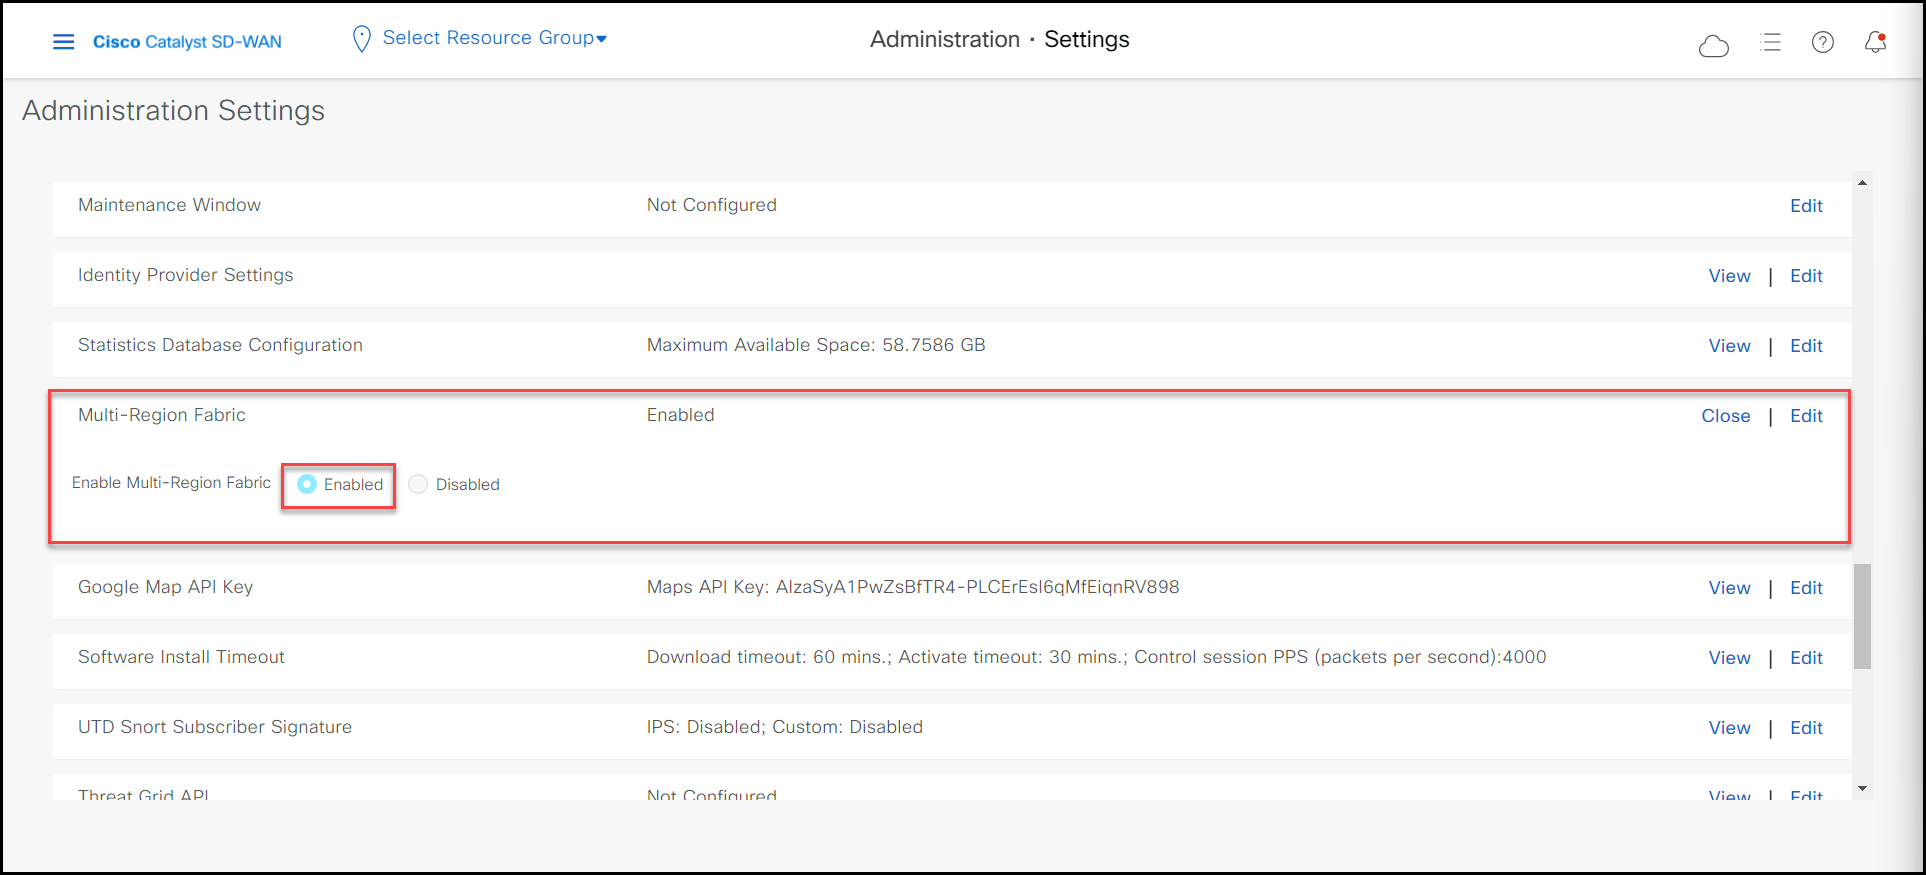 Cisco Catalyst SD-WAN
Select Resource Group
Administration · Settings
Administration Settings
Maintenance Window Not Configured Edit
Identity Provider Settings View | Edit
Statistics Database Configuration Maximum Available Space: 58.7586 GB View | Edit
Multi-Region Fabric Enabled Close | Edit
Enable Multi-Region Fabric Enabled Disabled
Google Map API Key Maps API Key: AIzaSyA1PwZsBfTR4-PLCErEsI6qMfEiqnRV898 View | Edit
Software Install Timeout Download timeout: 60 mins.; Activate timeout: 30 mins.; Control session PPS (packets per second):4000 View | Edit
UTD Snort Subscriber Signature IPS: Disabled; Custom: Disabled View | Edit
Threat Grid API Not Configured View | Edit